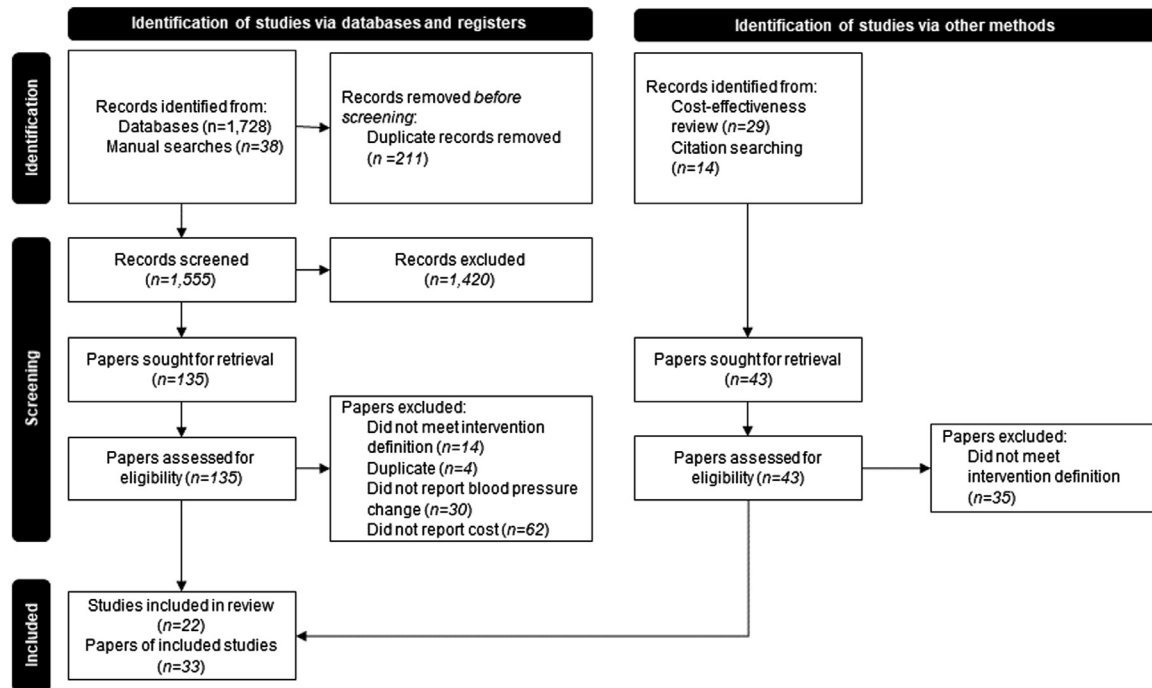 Identification of studies via databases and registers
Identification of studies via other methods
Identification
Records identified from:
Databases (n=1,728)
Manual searches (n=38)
Records removed before
screening:
Duplicate records removed
(n =211)
Records identified from:
Cost-effectiveness
review (n=29)
Citation searching
(n=14)
Screening
Records screened
(n=1,555)
Records excluded
(n=1,420)
Papers sought for retrieval
(n=135)
Papers sought for retrieval
(n=43)
Papers assessed for
eligibility (n=135)
Papers excluded:
Did not meet intervention
definition (n=14)
Duplicate (n=4)
Did not report blood pressure
change (n=30)
Did not report cost (n=62)
Papers assessed for
eligibility (n=43)
Papers excluded:
Did not meet
intervention definition
(n=35)
Included
Studies included in review
(n=22)
Papers of included studies
(n=33)